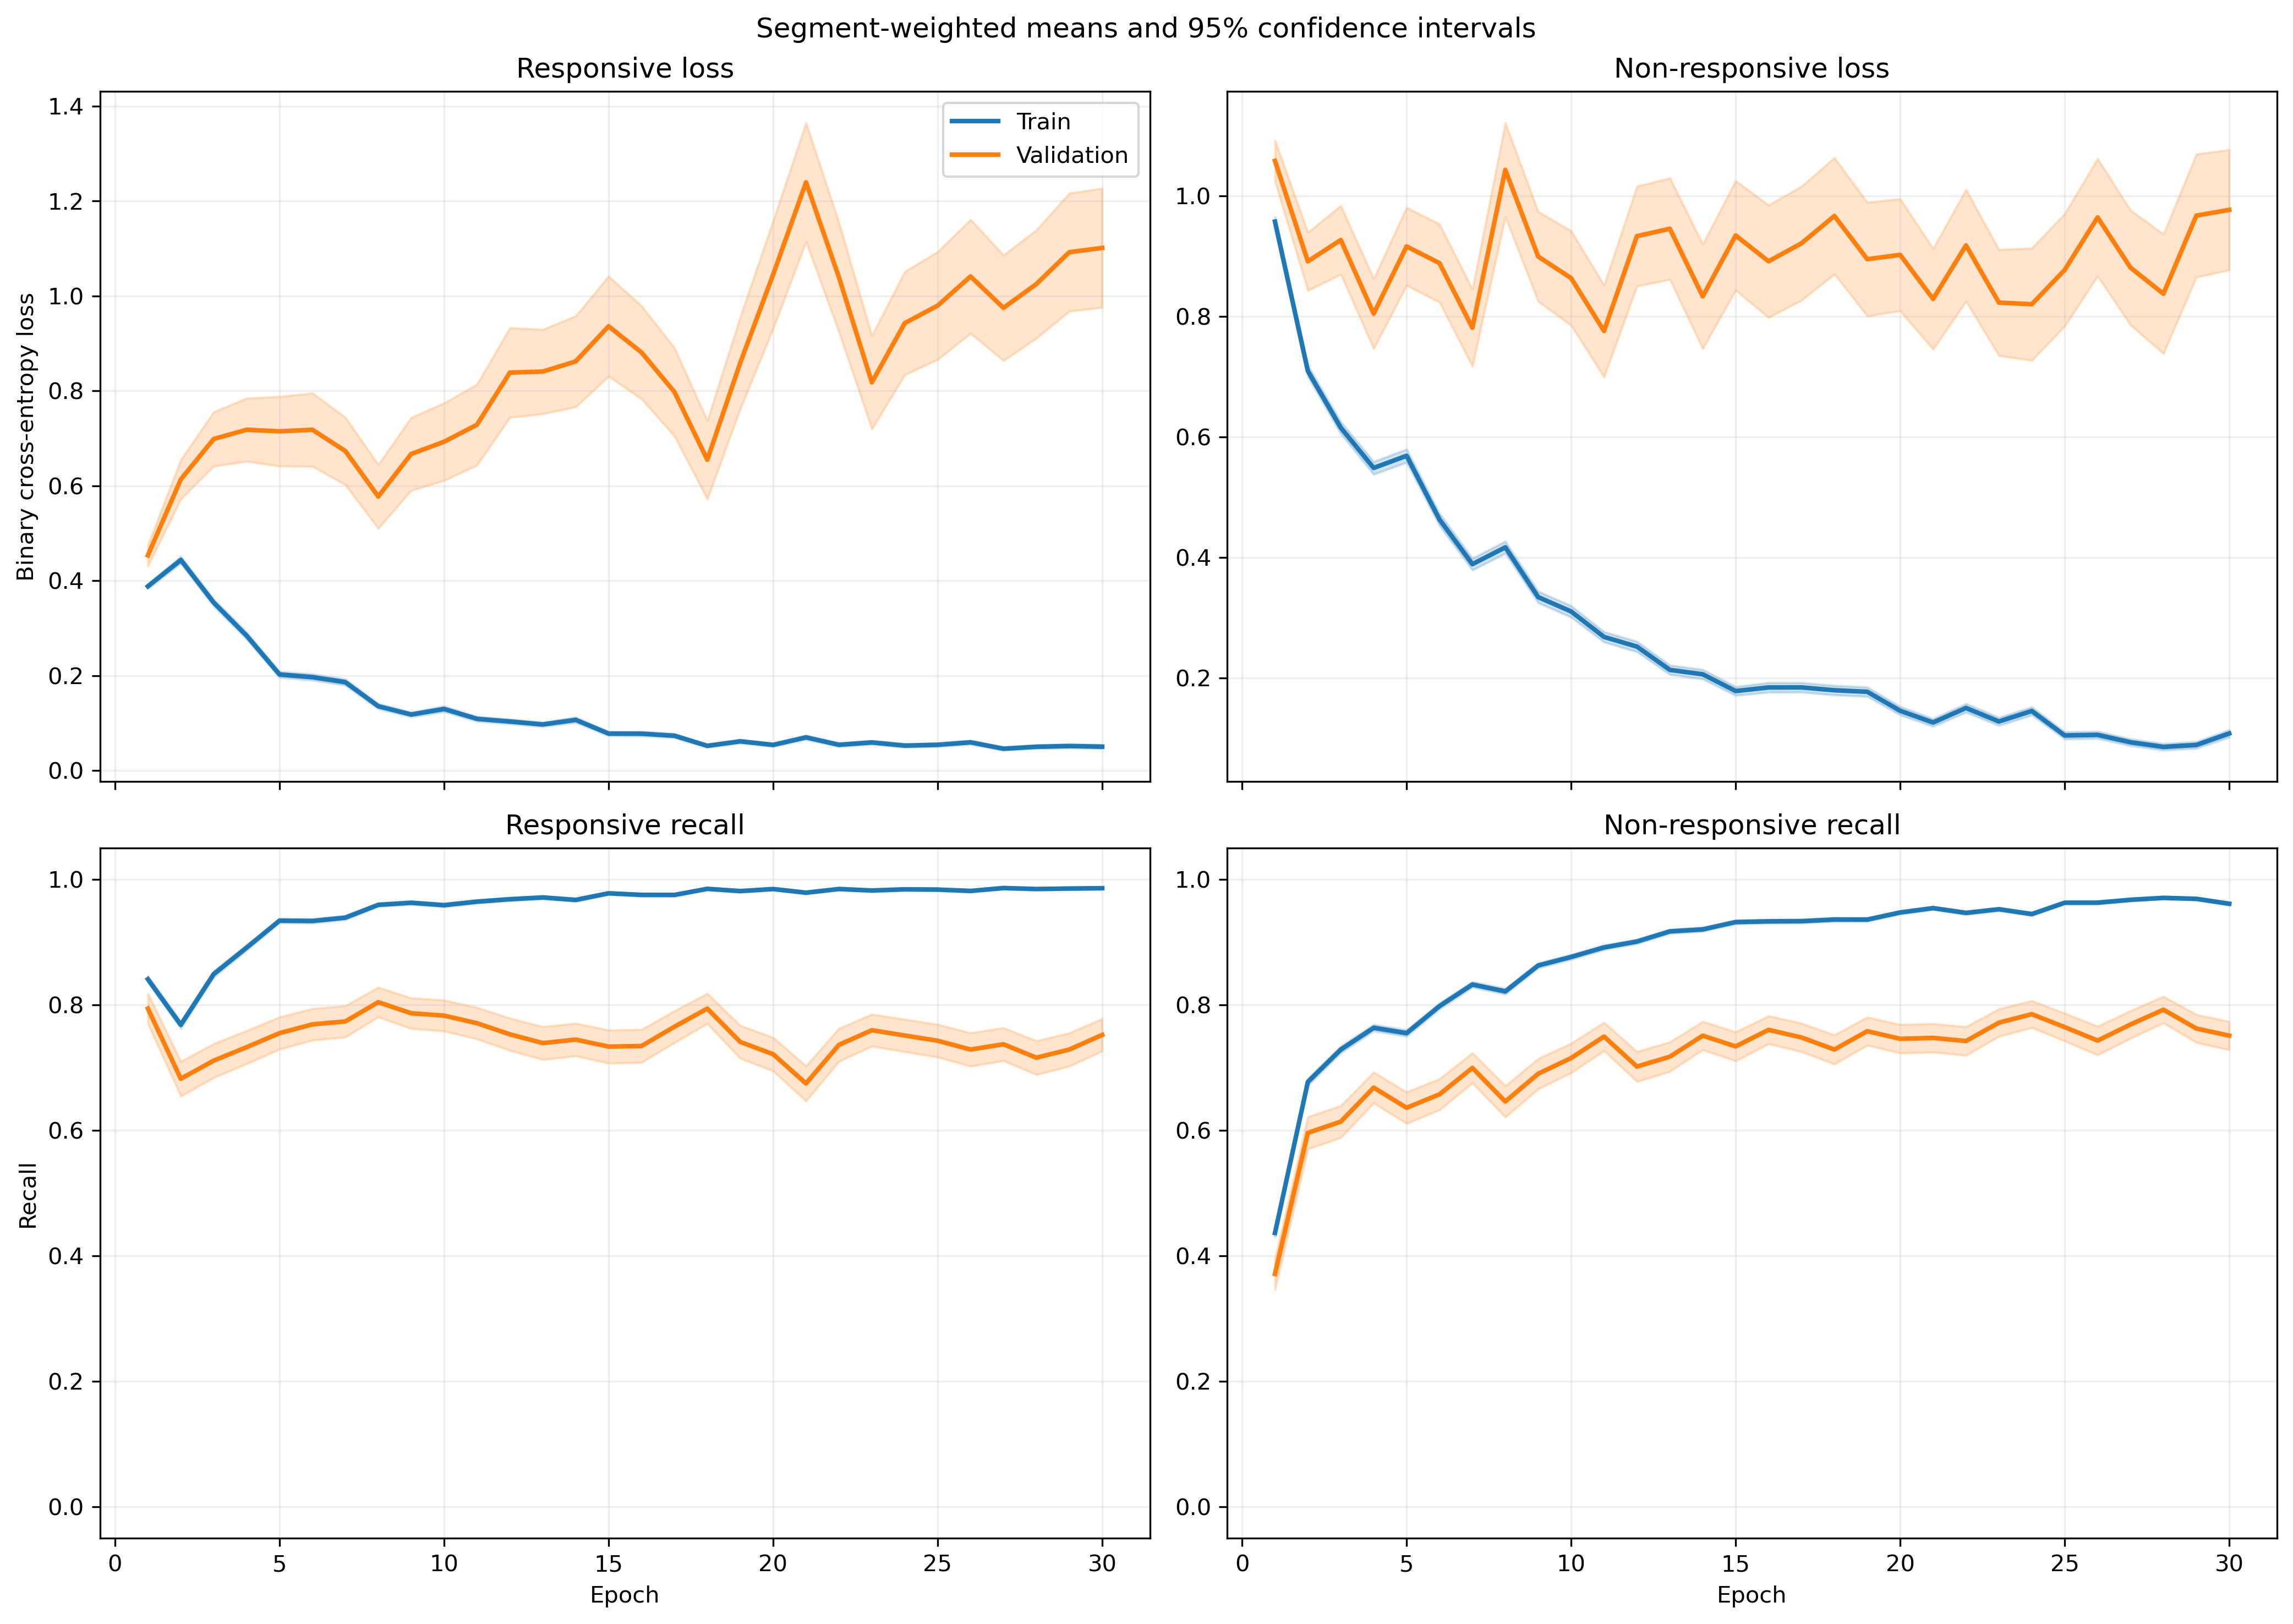 Segment-weighted means and 95% confidence intervals
Responsive loss
Non-responsive loss
Train
Validation
Binary cross-entropy loss
1.4
1.2
1.0
0.8
0.6
0.4
0.2
0.0
1.0
0.8
0.6
0.4
0.2
Responsive recall
Non-responsive recall
Recall
1.0
0.8
0.6
0.4
0.2
0.0
1.0
0.8
0.6
0.4
0.2
0.0
0 5 10 15 20 25 30
0 5 10 15 20 25 30
Epoch
Epoch